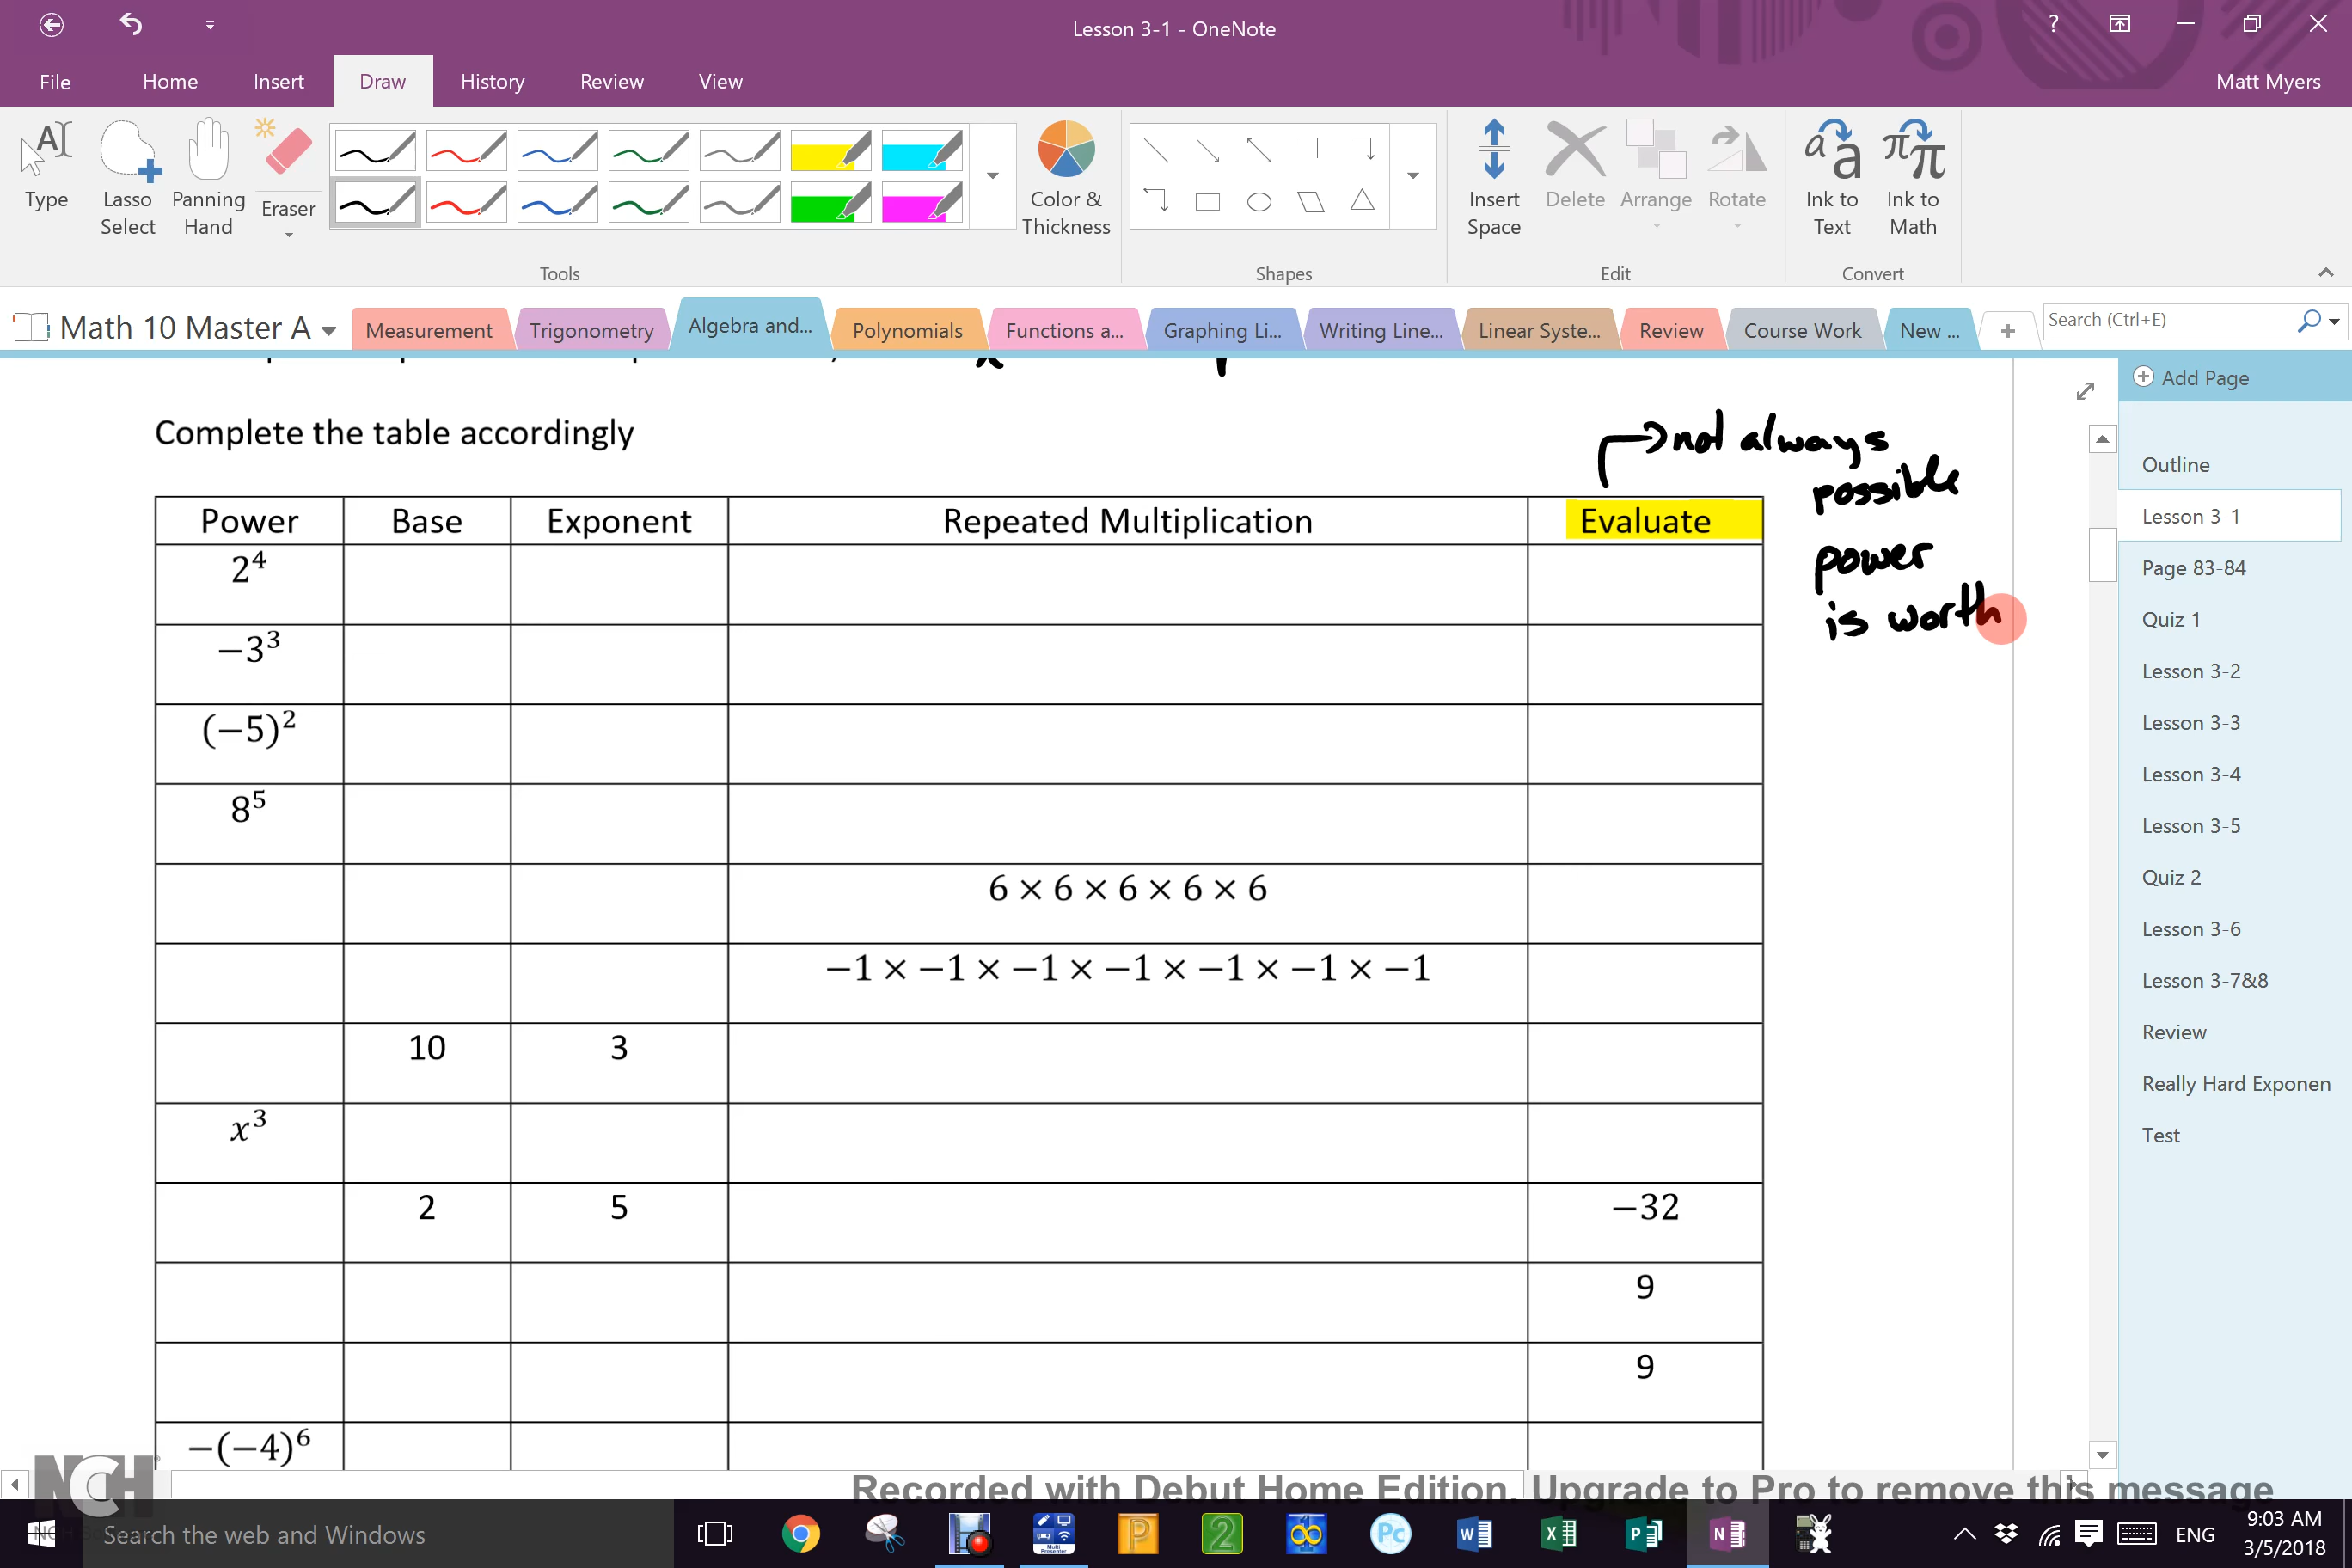 Lesson 3-1 - OneNote
?
File Home Insert Draw History Review View Matt Myers
Type
Lasso Select
Panning Hand
Eraser
Color & Thickness
Insert Space
Delete
Arrange
Rotate
Ink to Text
Ink to Math
Tools Shapes Edit Convert
Math 10 Master A Measurement Trigonometry Algebra and... Polynomials Functions a... Graphing Li... Writing Line... Linear Syste... Review Course Work New ... + Search (Ctrl+E)
Add Page
Complete the table accordingly
not always
possible
power
is worth
Power Base Exponent Repeated Multiplication Evaluate
2⁴
−3³
(−5)²
8⁵
6 × 6 × 6 × 6 × 6
−1 × −1 × −1 × −1 × −1 × −1 × −1
10 3
x³
2 5 −32
9
9
−(−4)⁶
Outline
Lesson 3-1
Page 83-84
Quiz 1
Lesson 3-2
Lesson 3-3
Lesson 3-4
Lesson 3-5
Quiz 2
Lesson 3-6
Lesson 3-7&8
Review
Really Hard Exponen
Test
NCH
Recorded with Debut Home Edition. Upgrade to Pro to remove this message
Search the web and Windows
ENG
9:03 AM
3/5/2018